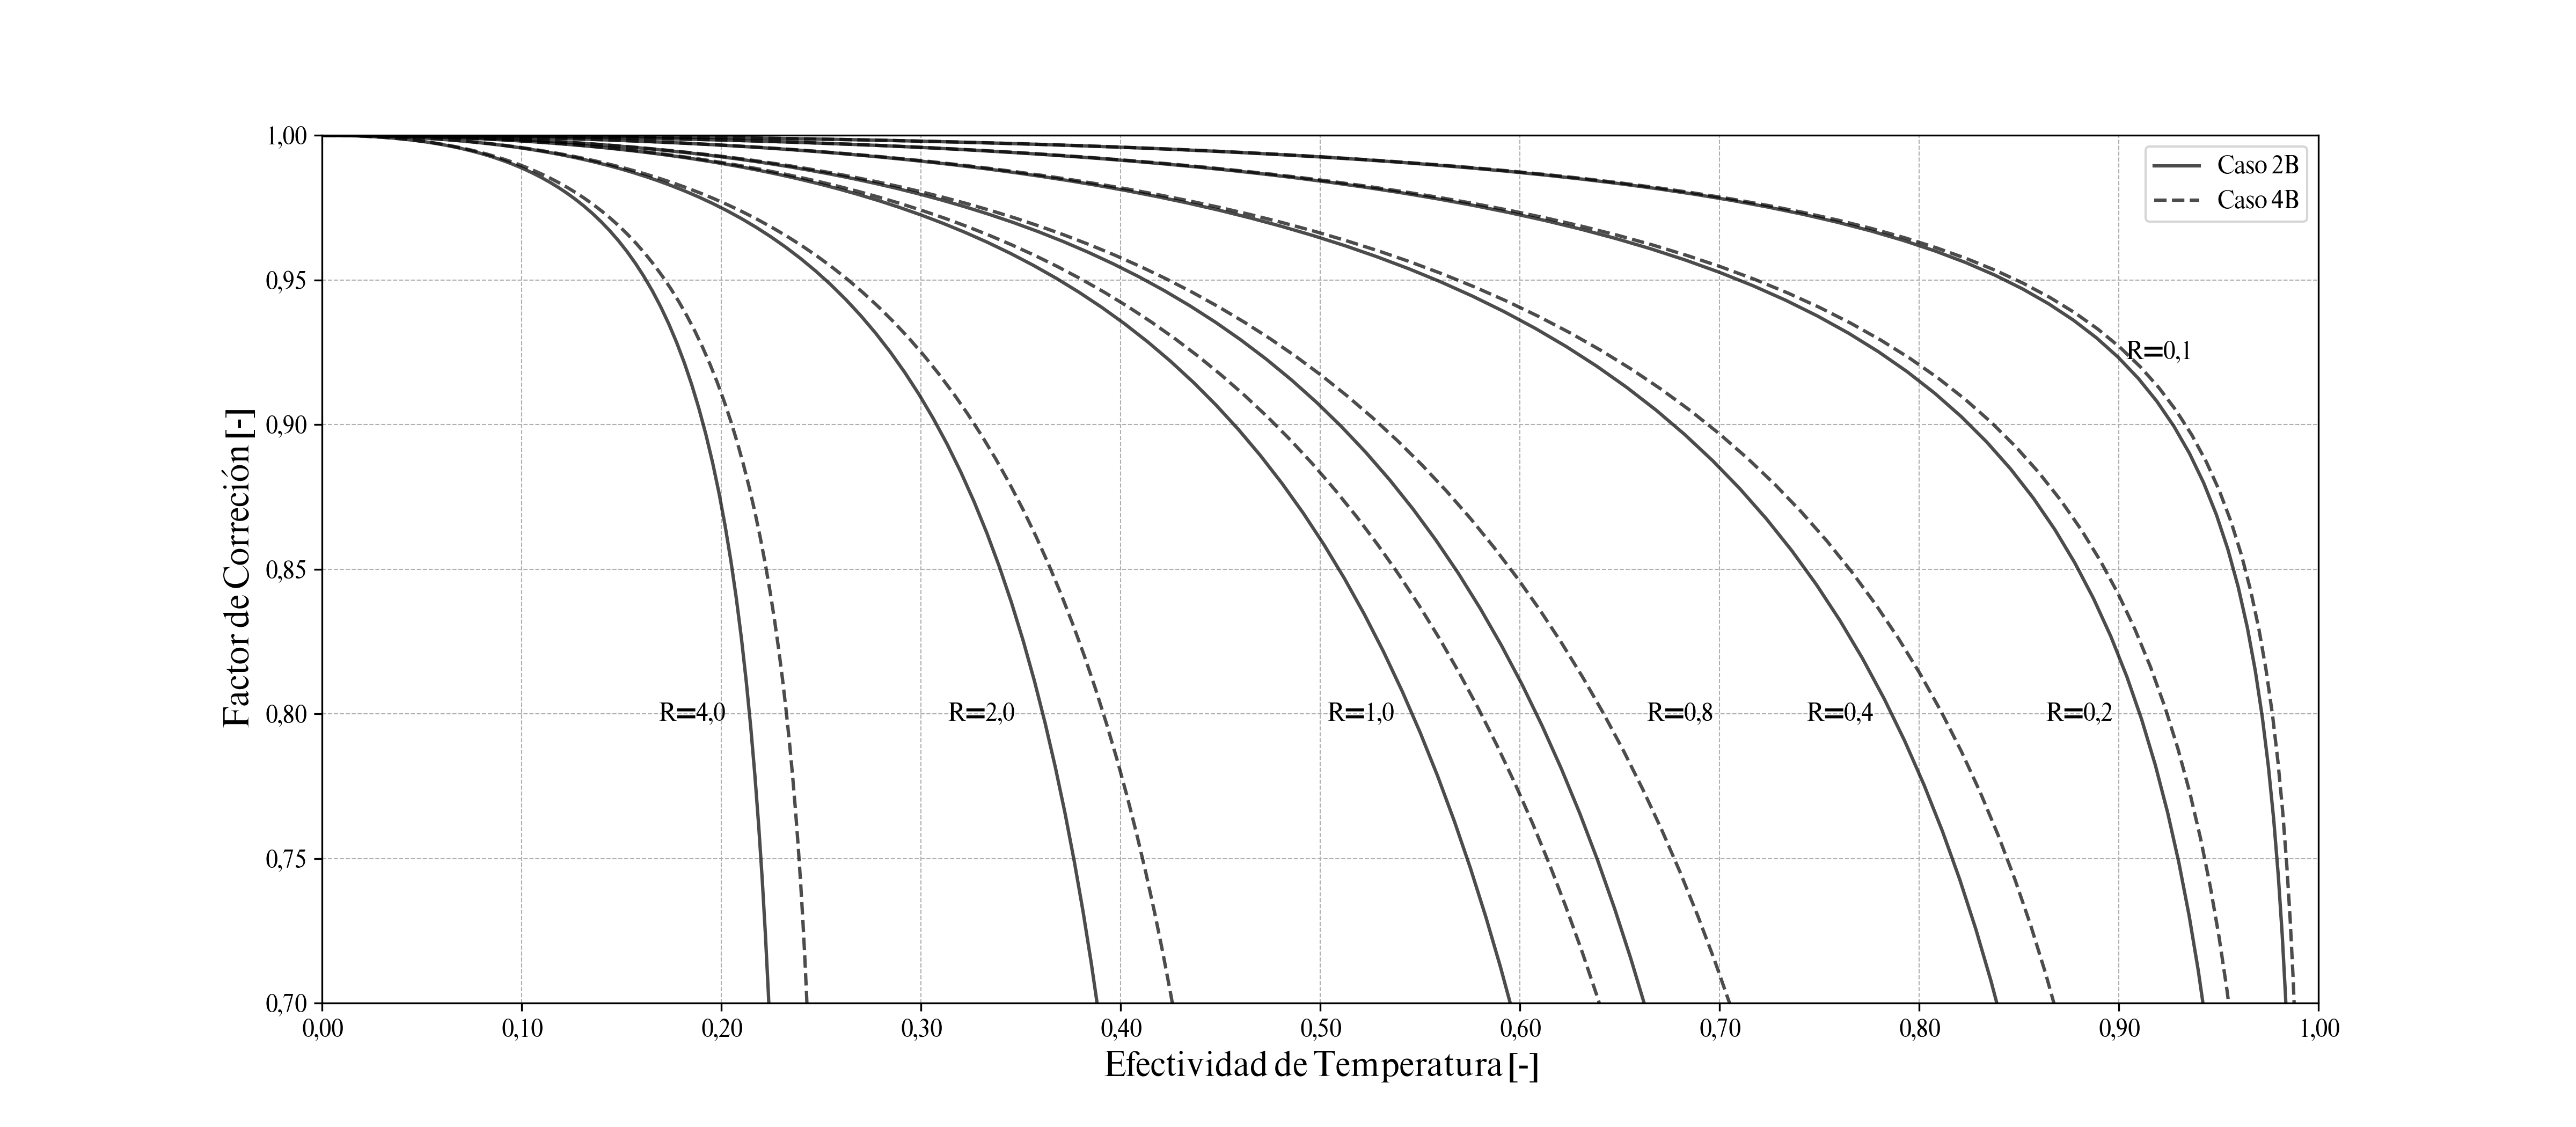 1,00
Caso 2B
Caso 4B
0,95
R=0,1
0,90
0,85
R=4,0
R=2,0
R=1,0
R=0,8
R=0,4
R=0,2
0,80
0,75
0,70
Factor de Correción [-]
0,00 0,10 0,20 0,30 0,40 0,50 0,60 0,70 0,80 0,90 1,00
Efectividad de Temperatura [-]